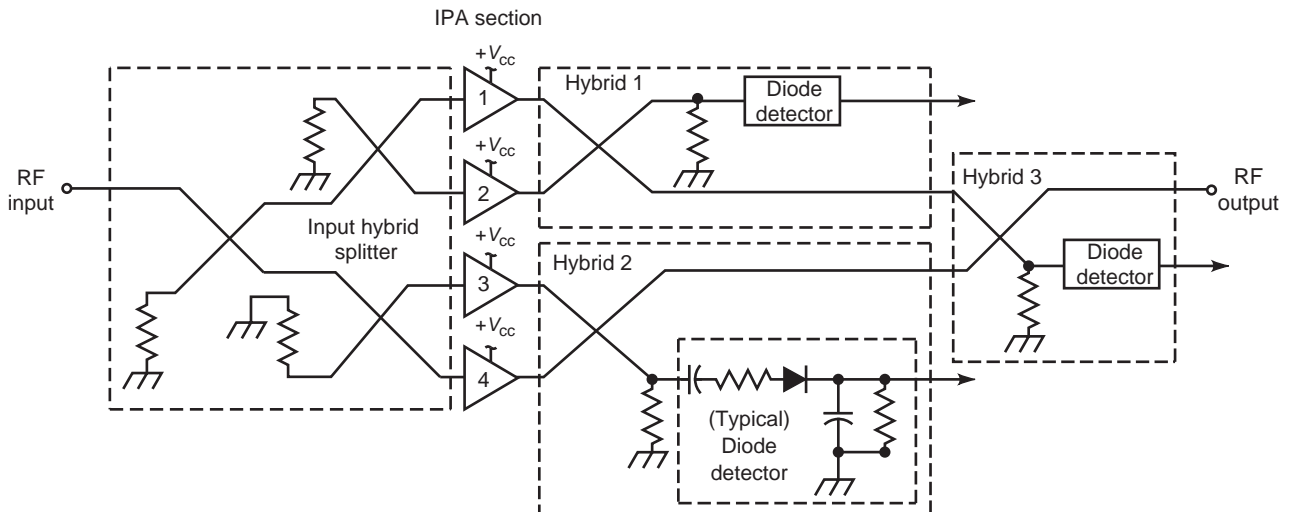 IPA section
+Vcc
1
+Vcc
2
+Vcc
3
+Vcc
4
RF
input
Input hybrid
splitter
Hybrid 1
Diode
detector
Hybrid 2
(Typical)
Diode
detector
Hybrid 3
Diode
detector
RF
output